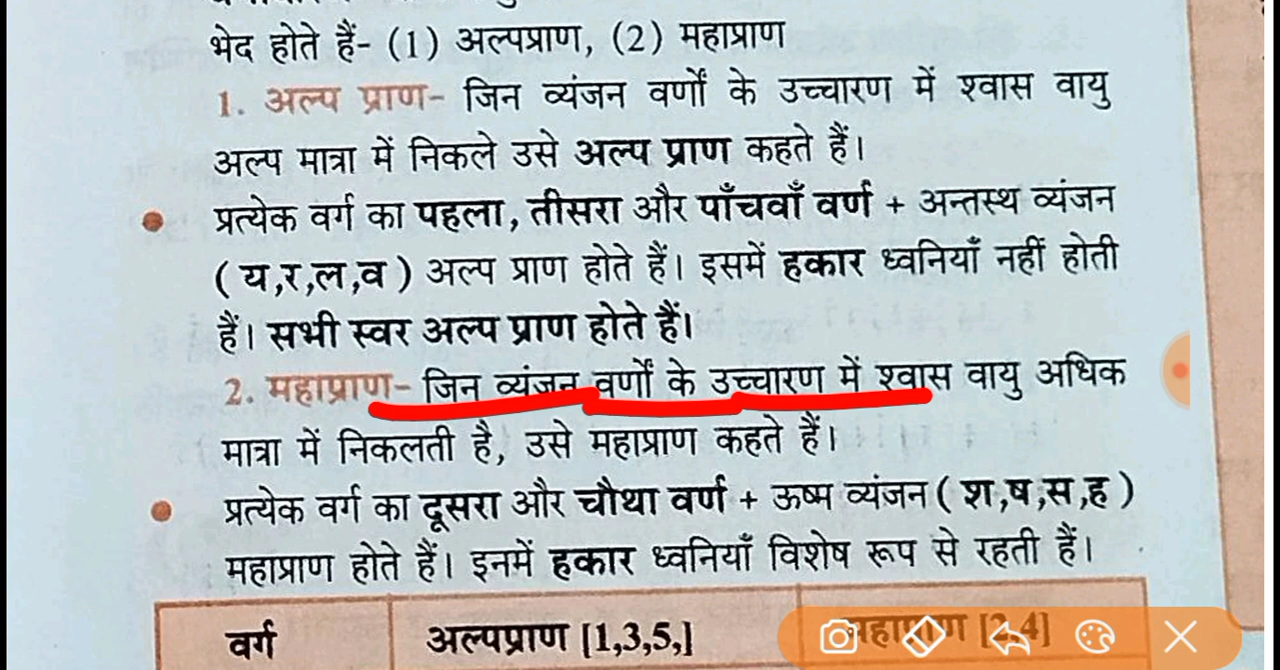 भेद होते हैं- (1) अल्पप्राण, (2) महाप्राण
1. अल्प प्राण- जिन व्यंजन वर्णों के उच्चारण में श्वास वायु
अल्प मात्रा में निकले उसे अल्प प्राण कहते हैं।
प्रत्येक वर्ग का पहला, तीसरा और पाँचवाँ वर्ण + अन्तस्थ व्यंजन
(य,र,ल,व) अल्प प्राण होते हैं। इसमें हकार ध्वनियाँ नहीं होती
हैं। सभी स्वर अल्प प्राण होते हैं।
2. महाप्राण- जिन व्यंजन वर्णों के उच्चारण में श्वास वायु अधिक
मात्रा में निकलती है, उसे महाप्राण कहते हैं।
प्रत्येक वर्ग का दूसरा और चौथा वर्ण + ऊष्म व्यंजन (श,ष,स,ह)
महाप्राण होते हैं। इनमें हकार ध्वनियाँ विशेष रूप से रहती हैं।
वर्ग अल्पप्राण [1,3,5,] महाप्राण [2,4]